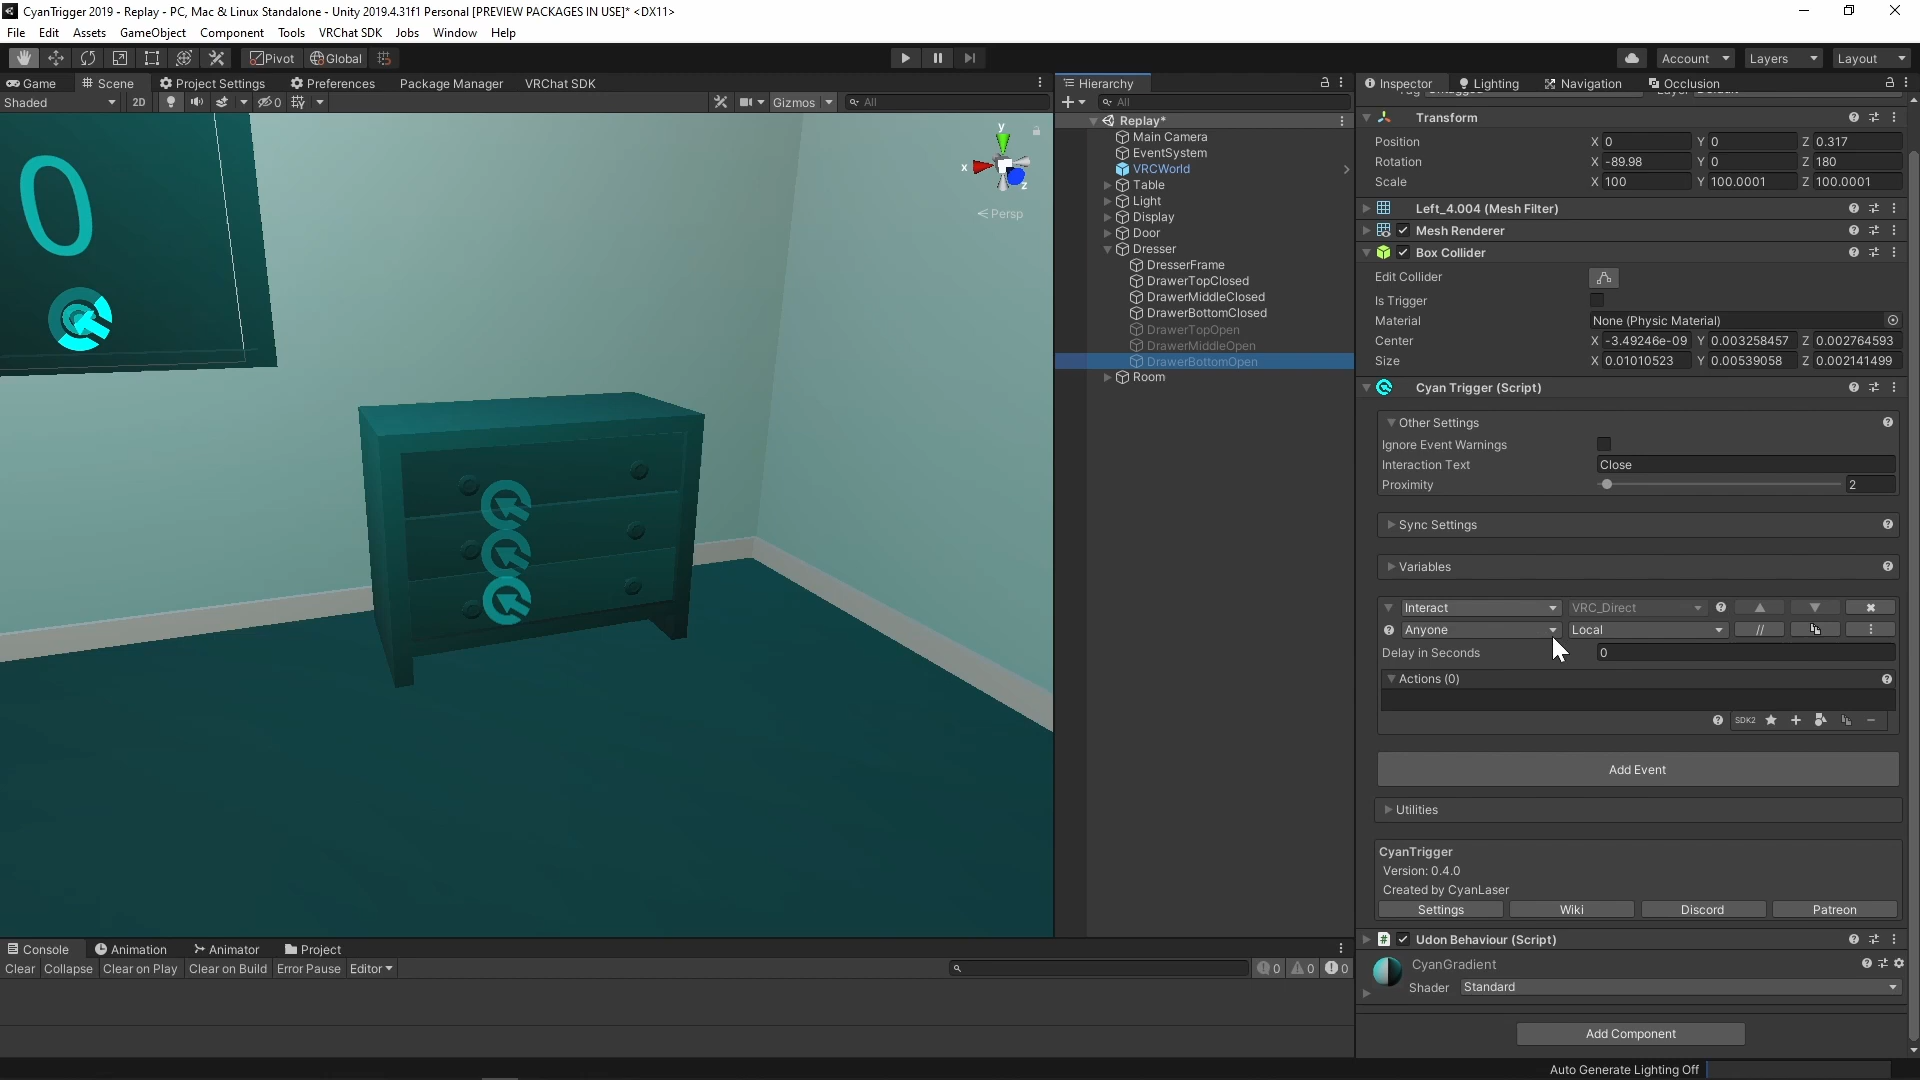 CyanTrigger 2019 - Replay - PC, Mac & Linux Standalone - Unity 2019.4.31f1 Personal [PREVIEW PACKAGES IN USE]* <DX11>
File Edit Assets GameObject Component Tools VRChat SDK Jobs Window Help
Pivot Global Account Layers Layout
Game Scene Project Settings Preferences Package Manager VRChat SDK
Shaded 2D 0 Gizmos All
0
y
x
z
Persp
Hierarchy
All
Replay*
Main Camera
EventSystem
VRCWorld
Table
Light
Display
Door
Dresser
DresserFrame
DrawerTopClosed
DrawerMiddleClosed
DrawerBottomClosed
DrawerTopOpen
DrawerMiddleOpen
DrawerBottomOpen
Room
Inspector Lighting Navigation Occlusion
Transform
Position X 0 Y 0 Z 0.317
Rotation X -89.98 Y 0 Z 180
Scale X 100 Y 100.0001 Z 100.0001
Left_4.004 (Mesh Filter)
Mesh Renderer
Box Collider
Edit Collider
Is Trigger
Material None (Physic Material)
Center X -3.49246e-09 Y 0.003258457 Z 0.002764593
Size X 0.01010523 Y 0.00539058 Z 0.002141499
Cyan Trigger (Script)
Other Settings
Ignore Event Warnings
Interaction Text Close
Proximity 2
Sync Settings
Variables
Interact VRC_Direct
Anyone Local //
Delay in Seconds 0
Actions (0)
SDK2
Add Event
Utilities
CyanTrigger
Version: 0.4.0
Created by CyanLaser
Settings Wiki Discord Patreon
Udon Behaviour (Script)
CyanGradient
Shader Standard
Add Component
Console Animation Animator Project
Clear Collapse Clear on Play Clear on Build Error Pause Editor 0 0 0
Auto Generate Lighting Off